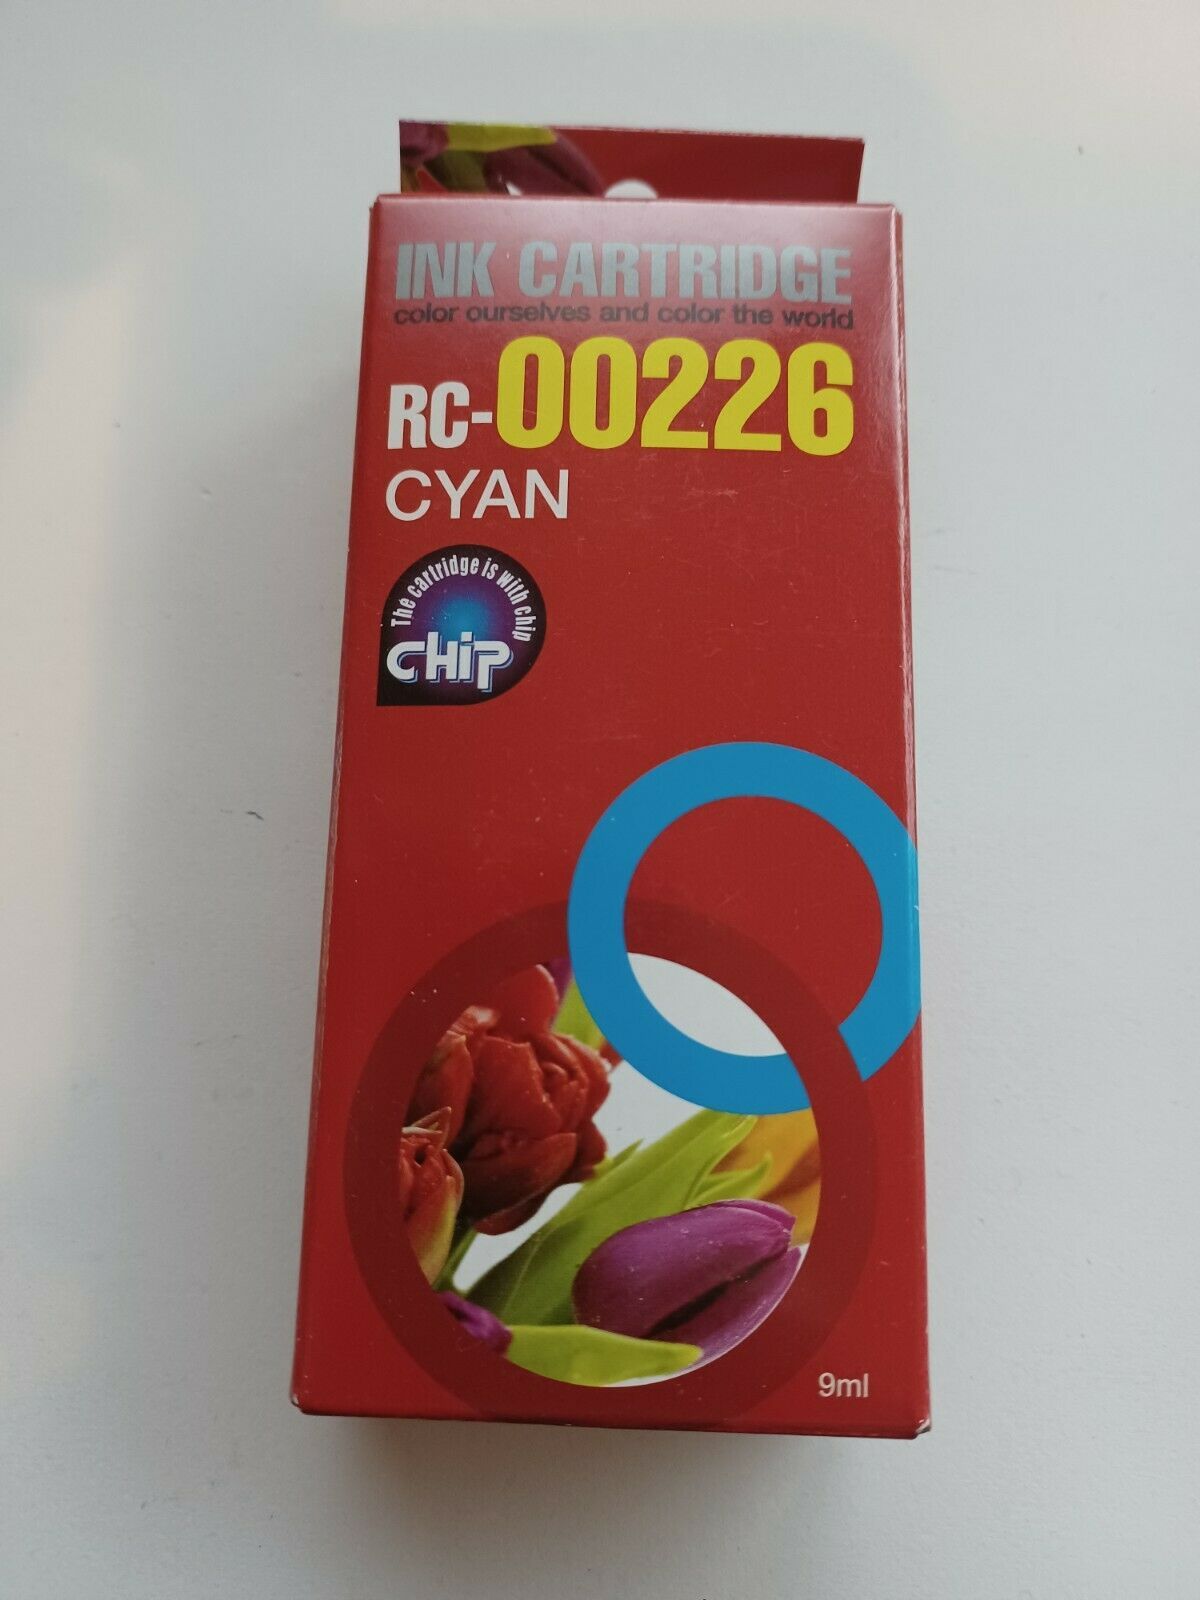 INK CARTRIDGE
color ourselves and color the world
RC-00226
CYAN
The cartridge is with chip
CHiP
9ml